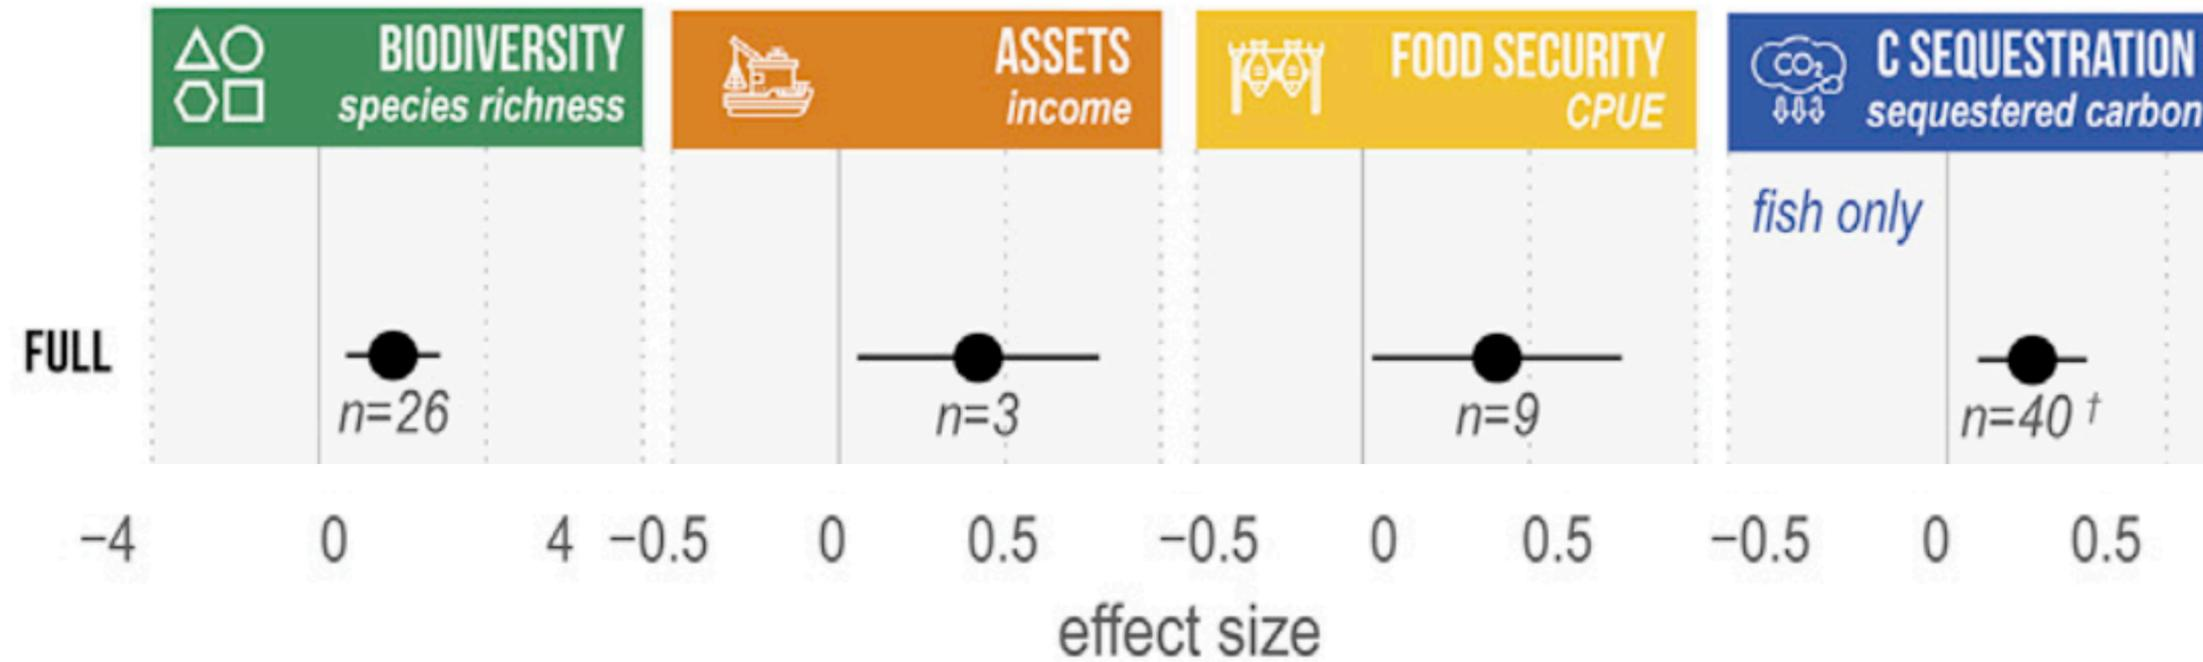 BIODIVERSITY
species richness
ASSETS
income
FOOD SECURITY
CPUE
CO₂
C SEQUESTRATION
sequestered carbon
fish only
FULL
n=26
n=3
n=9
n=40 †
−4 0 4 −0.5 0 0.5 −0.5 0 0.5 −0.5 0 0.5
effect size